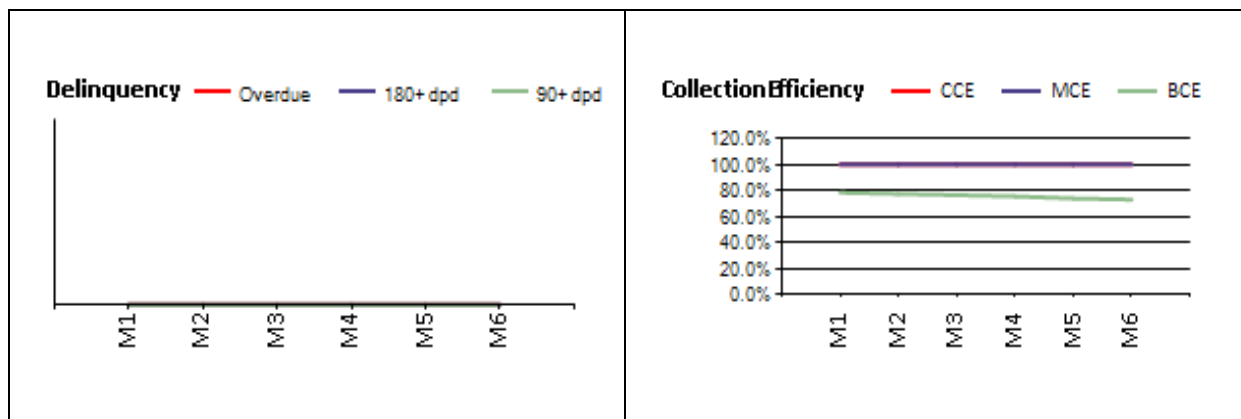 Delinquency Overdue 180+ dpd 90+ dpd
M1 M2 M3 M4 M5 M6
Collection Efficiency CCE MCE BCE
120.0%
100.0%
80.0%
60.0%
40.0%
20.0%
0.0%
M1 M2 M3 M4 M5 M6